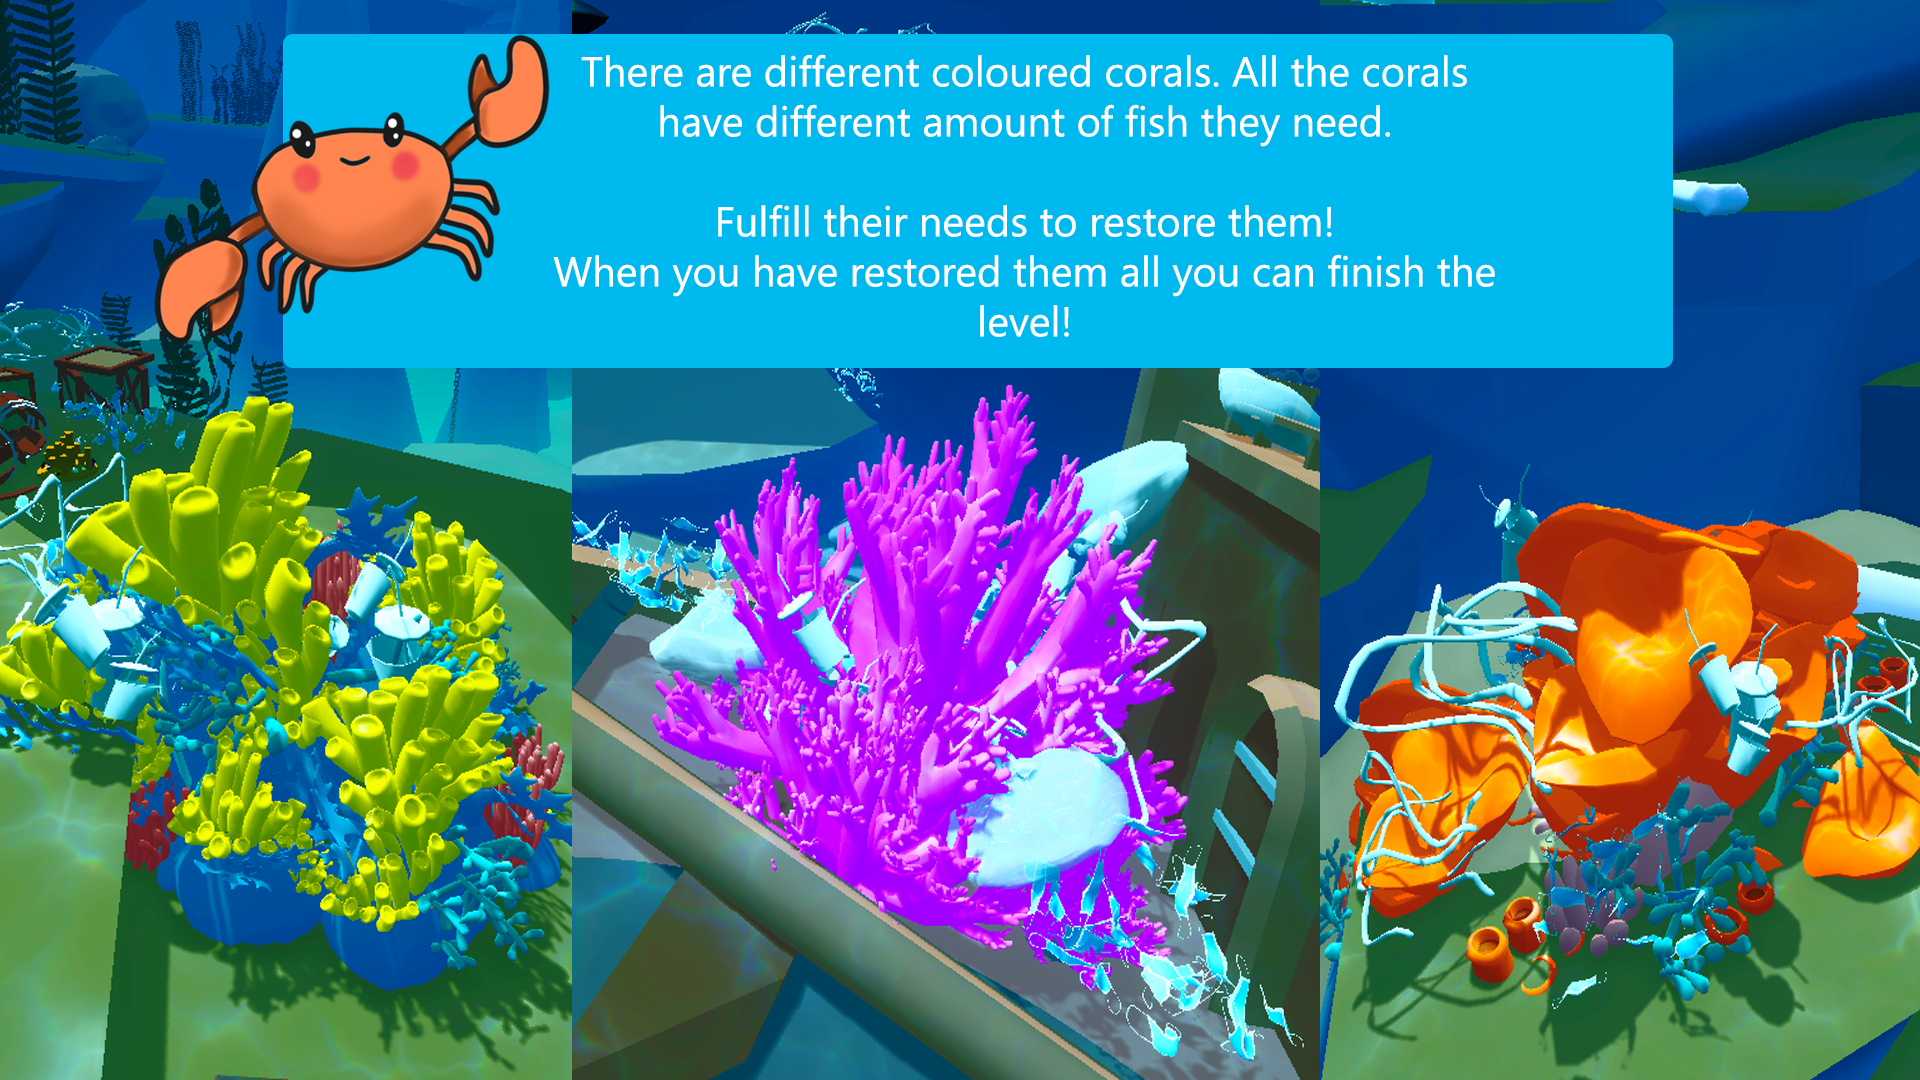 There are different coloured corals. All the corals
have different amount of fish they need.
Fulfill their needs to restore them!
When you have restored them all you can finish the
level!